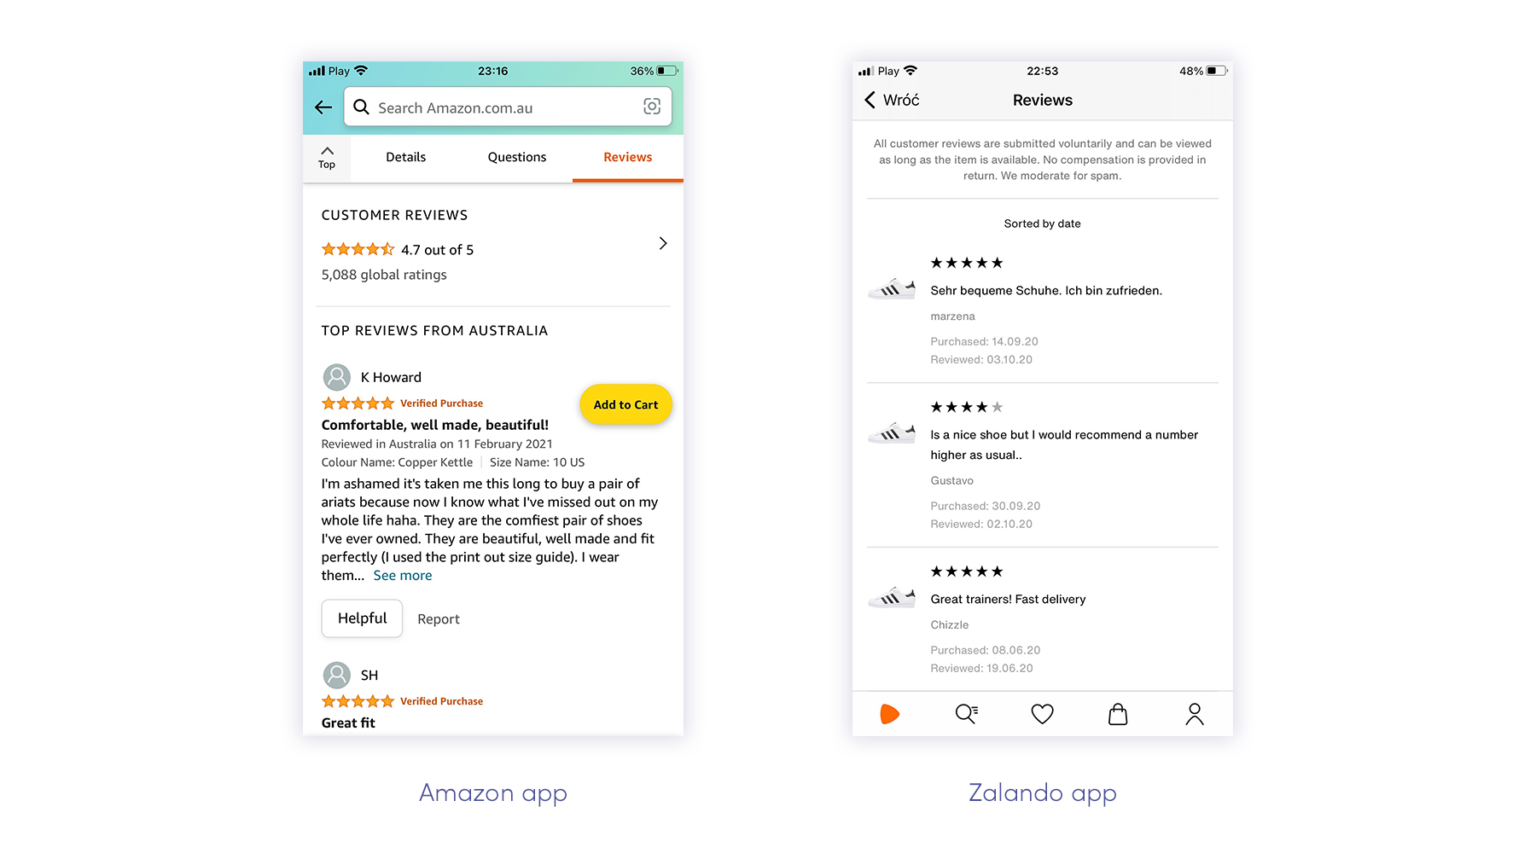 Play
23:16
36%
Search Amazon.com.au
Top
Details
Questions
Reviews
CUSTOMER REVIEWS
4.7 out of 5
5,088 global ratings
TOP REVIEWS FROM AUSTRALIA
K Howard
Verified Purchase
Add to Cart
Comfortable, well made, beautiful!
Reviewed in Australia on 11 February 2021
Colour Name: Copper Kettle | Size Name: 10 US
I'm ashamed it's taken me this long to buy a pair of
ariats because now I know what I've missed out on my
whole life haha. They are the comfiest pair of shoes
I've ever owned. They are beautiful, well made and fit
perfectly (I used the print out size guide). I wear
them... See more
Helpful
Report
SH
Verified Purchase
Great fit
Amazon app
Play
22:53
48%
Wróć
Reviews
All customer reviews are submitted voluntarily and can be viewed
as long as the item is available. No compensation is provided in
return. We moderate for spam.
Sorted by date
Sehr bequeme Schuhe. Ich bin zufrieden.
marzena
Purchased: 14.09.20
Reviewed: 03.10.20
Is a nice shoe but I would recommend a number
higher as usual..
Gustavo
Purchased: 30.09.20
Reviewed: 02.10.20
Great trainers! Fast delivery
Chizzle
Purchased: 08.06.20
Reviewed: 19.06.20
Zalando app